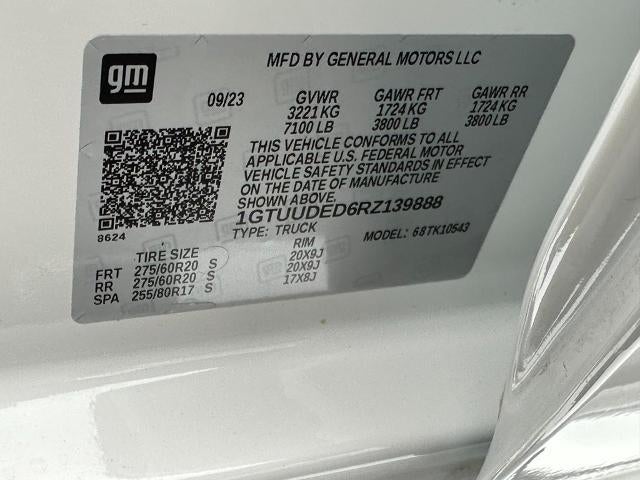 gm
MFD BY GENERAL MOTORS LLC
09/23 GVWR GAWR FRT GAWR RR
3221 KG 1724 KG 1724 KG
7100 LB 3800 LB 3800 LB
THIS VEHICLE CONFORMS TO ALL
APPLICABLE U.S. FEDERAL MOTOR
VEHICLE SAFETY STANDARDS IN EFFECT
ON THE DATE OF MANUFACTURE
SHOWN ABOVE.
1GTUUDED6RZ139888
TYPE: TRUCK MODEL: 68TK10543
8624
TIRE SIZE RIM
FRT 275/60R20 S 20X9J
RR 275/60R20 S 20X9J
SPA 255/80R17 S 17X8J